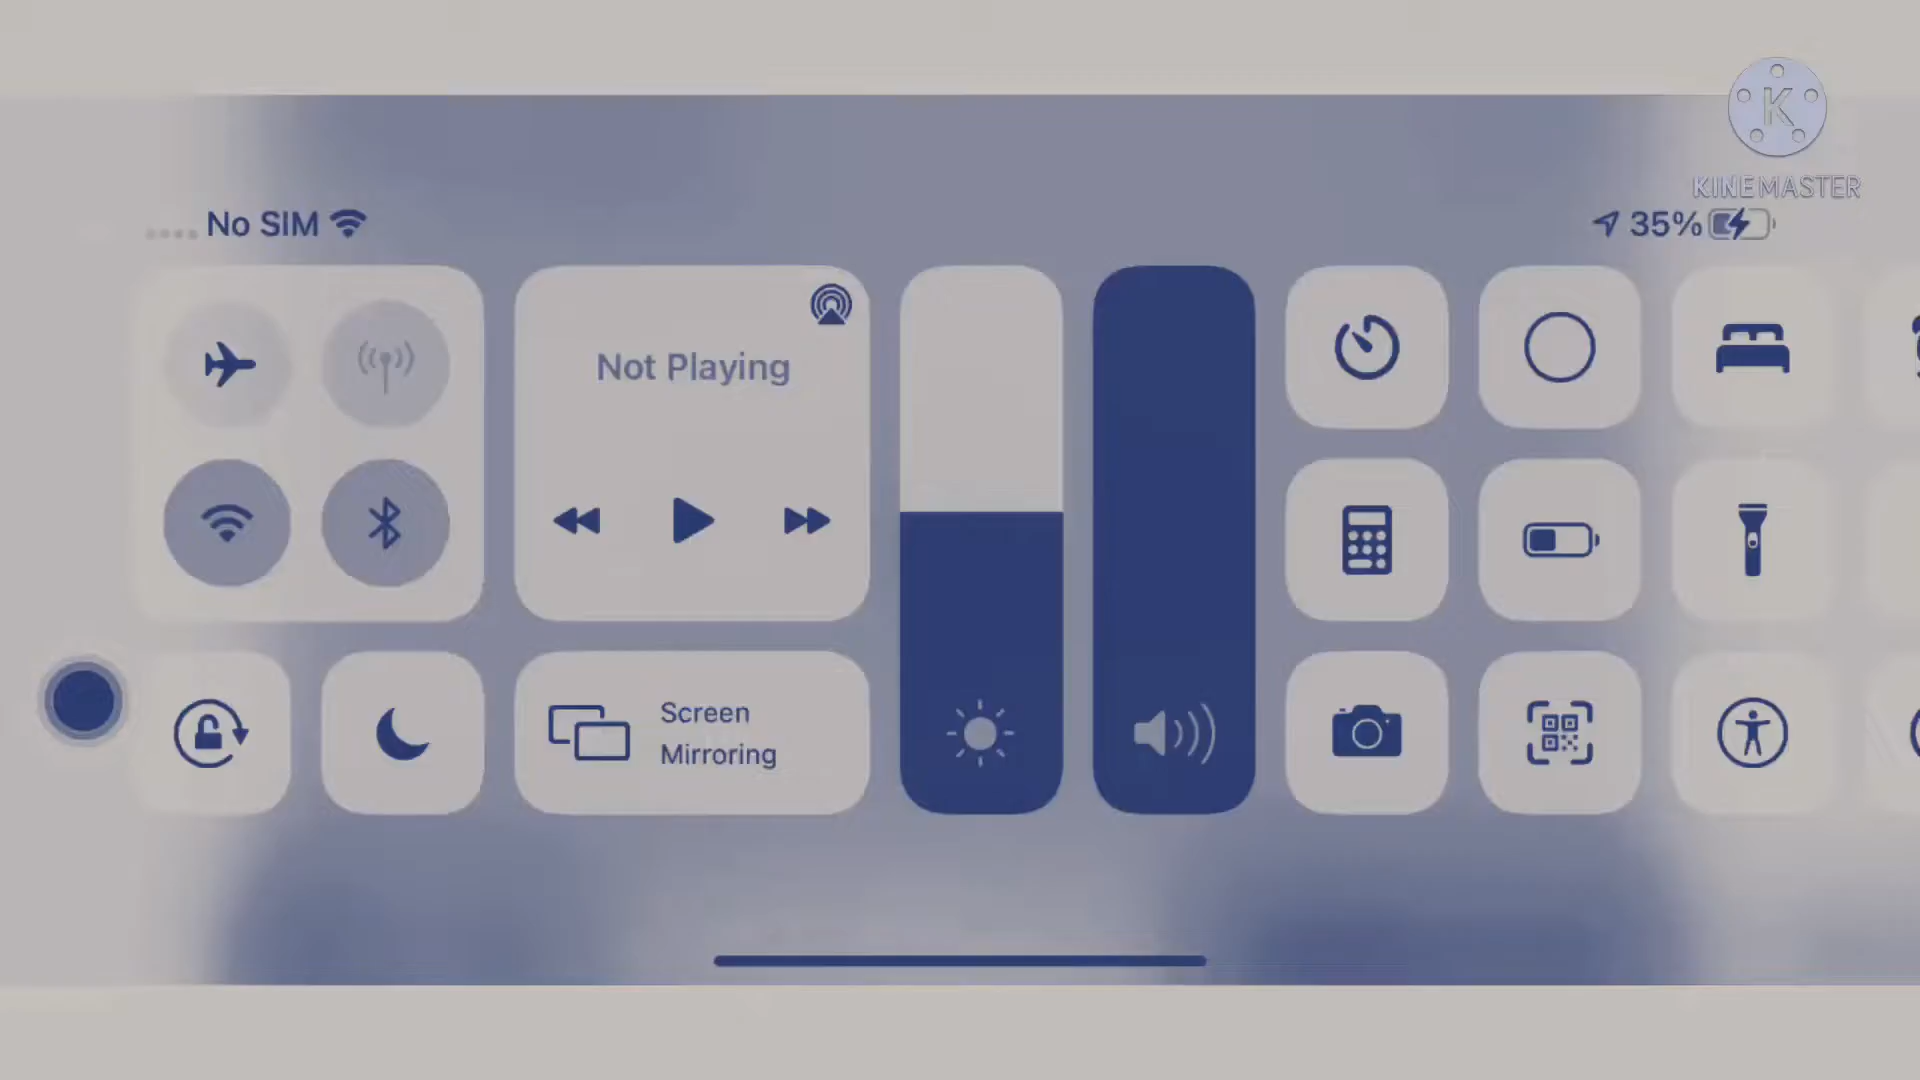 KINEMASTER
No SIM
35%
Not Playing
Screen
Mirroring